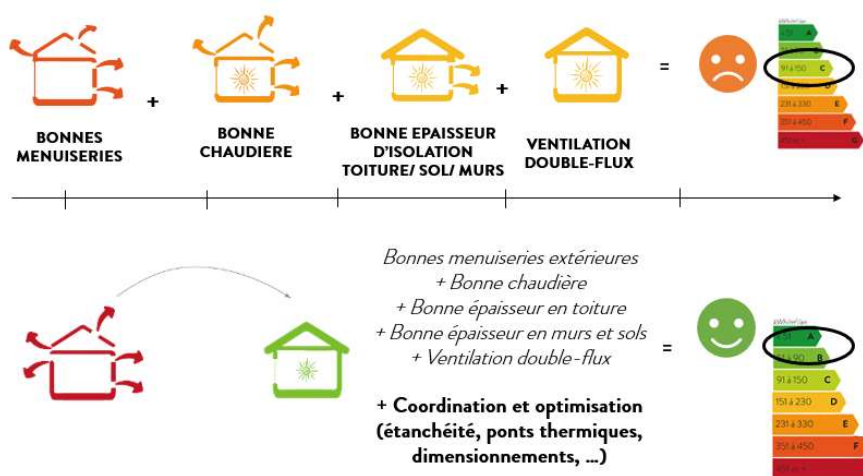 BONNES
MENUISERIES
+
BONNE
CHAUDIERE
+
BONNE EPAISSEUR
D'ISOLATION
TOITURE/ SOL/ MURS
+
VENTILATION
DOUBLE-FLUX
=
A
91 à 150 C
D
231 à 330 E
351 à 450 F
G
Bonnes menuiseries extérieures
+ Bonne chaudière
+ Bonne épaisseur en toiture
+ Bonne épaisseur en murs et sols
+ Ventilation double-flux
+ Coordination et optimisation
(étanchéité, ponts thermiques,
dimensionnements, ...)
=
A
B
91 à 150 C
151 à 230 D
231 à 330 E
351 à 450 F